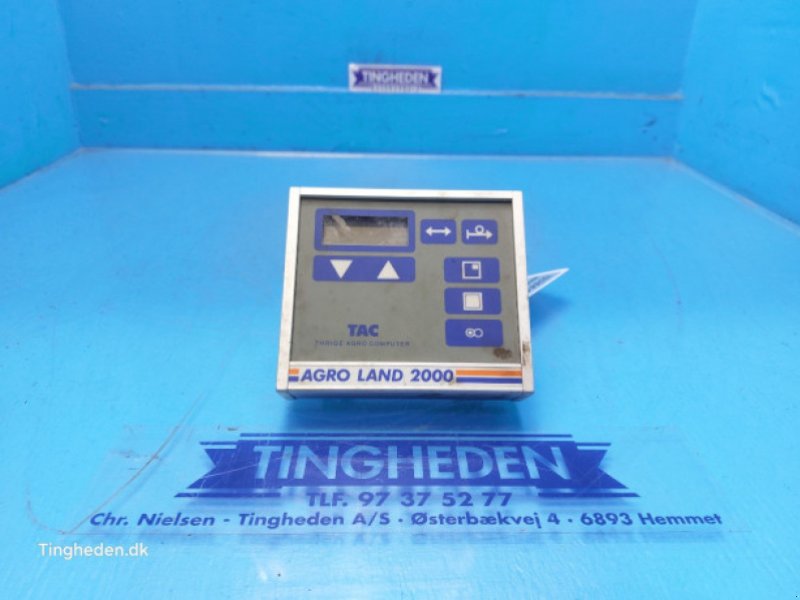 TINGHEDEN
TAC
THRIGE AGRO COMPUTER
AGRO LAND 2000
TINGHEDEN
TLF. 97 37 52 77
Chr. Nielsen - Tingheden A/S · Østerbækvej 4 · 6893 Hemmet
Tingheden.dk